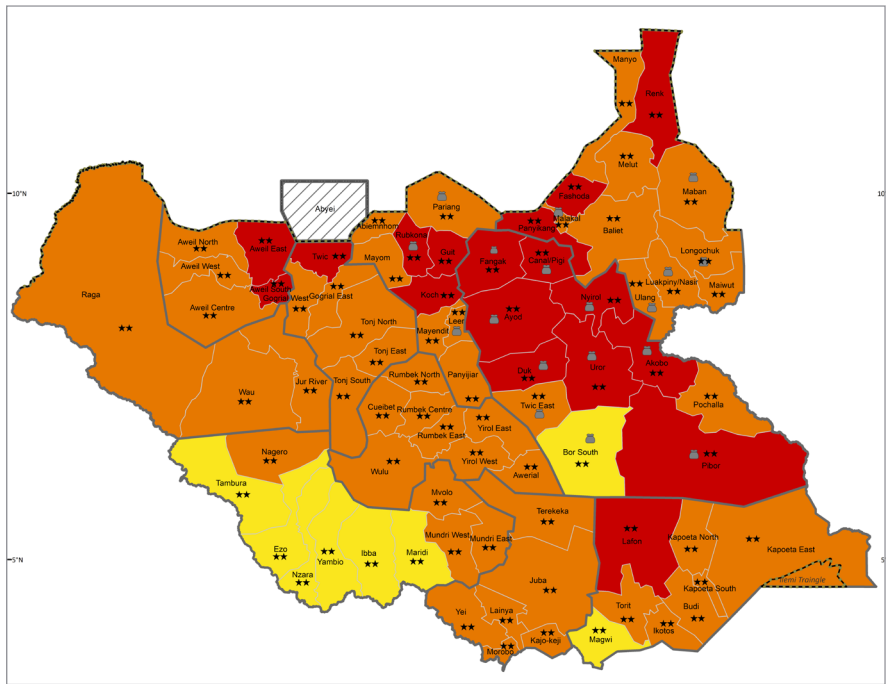 Manyo
Renk
Melut
Maban
10°N
10
Fashoda
Malakal
Panyikang
Baliet
Abyei
Pariang
Abiemnhom
Rubkona
Guit
Mayom
Koch
Aweil North
Aweil East
Aweil West
Twic
Aweil South
Gogrial West
Gogrial East
Aweil Centre
Raga
Fangak
Canal/Pigi
Longochuk
Luakpiny/Nasir
Maiwut
Ulang
Nyirol
Ayod
Leer
Mayendit
Tonj North
Tonj East
Tonj South
Rumbek North
Panyijiar
Duk
Uror
Akobo
Pochalla
Jur River
Wau
Cueibet
Rumbek Centre
Rumbek East
Yirol East
Twic East
Bor South
Pibor
Nagero
Tambura
Wulu
Yirol West
Awerial
Mvolo
Terekeka
Mundri West
Mundri East
Lafon
Kapoeta North
Kapoeta East
Ezo
Yambio
Ibba
Maridi
Nzara
5°N
5°
Ilemi Traingle
Juba
Kapoeta South
Yei
Lainya
Torit
Budi
Ikotos
Magwi
Kajo-keji
Morobo